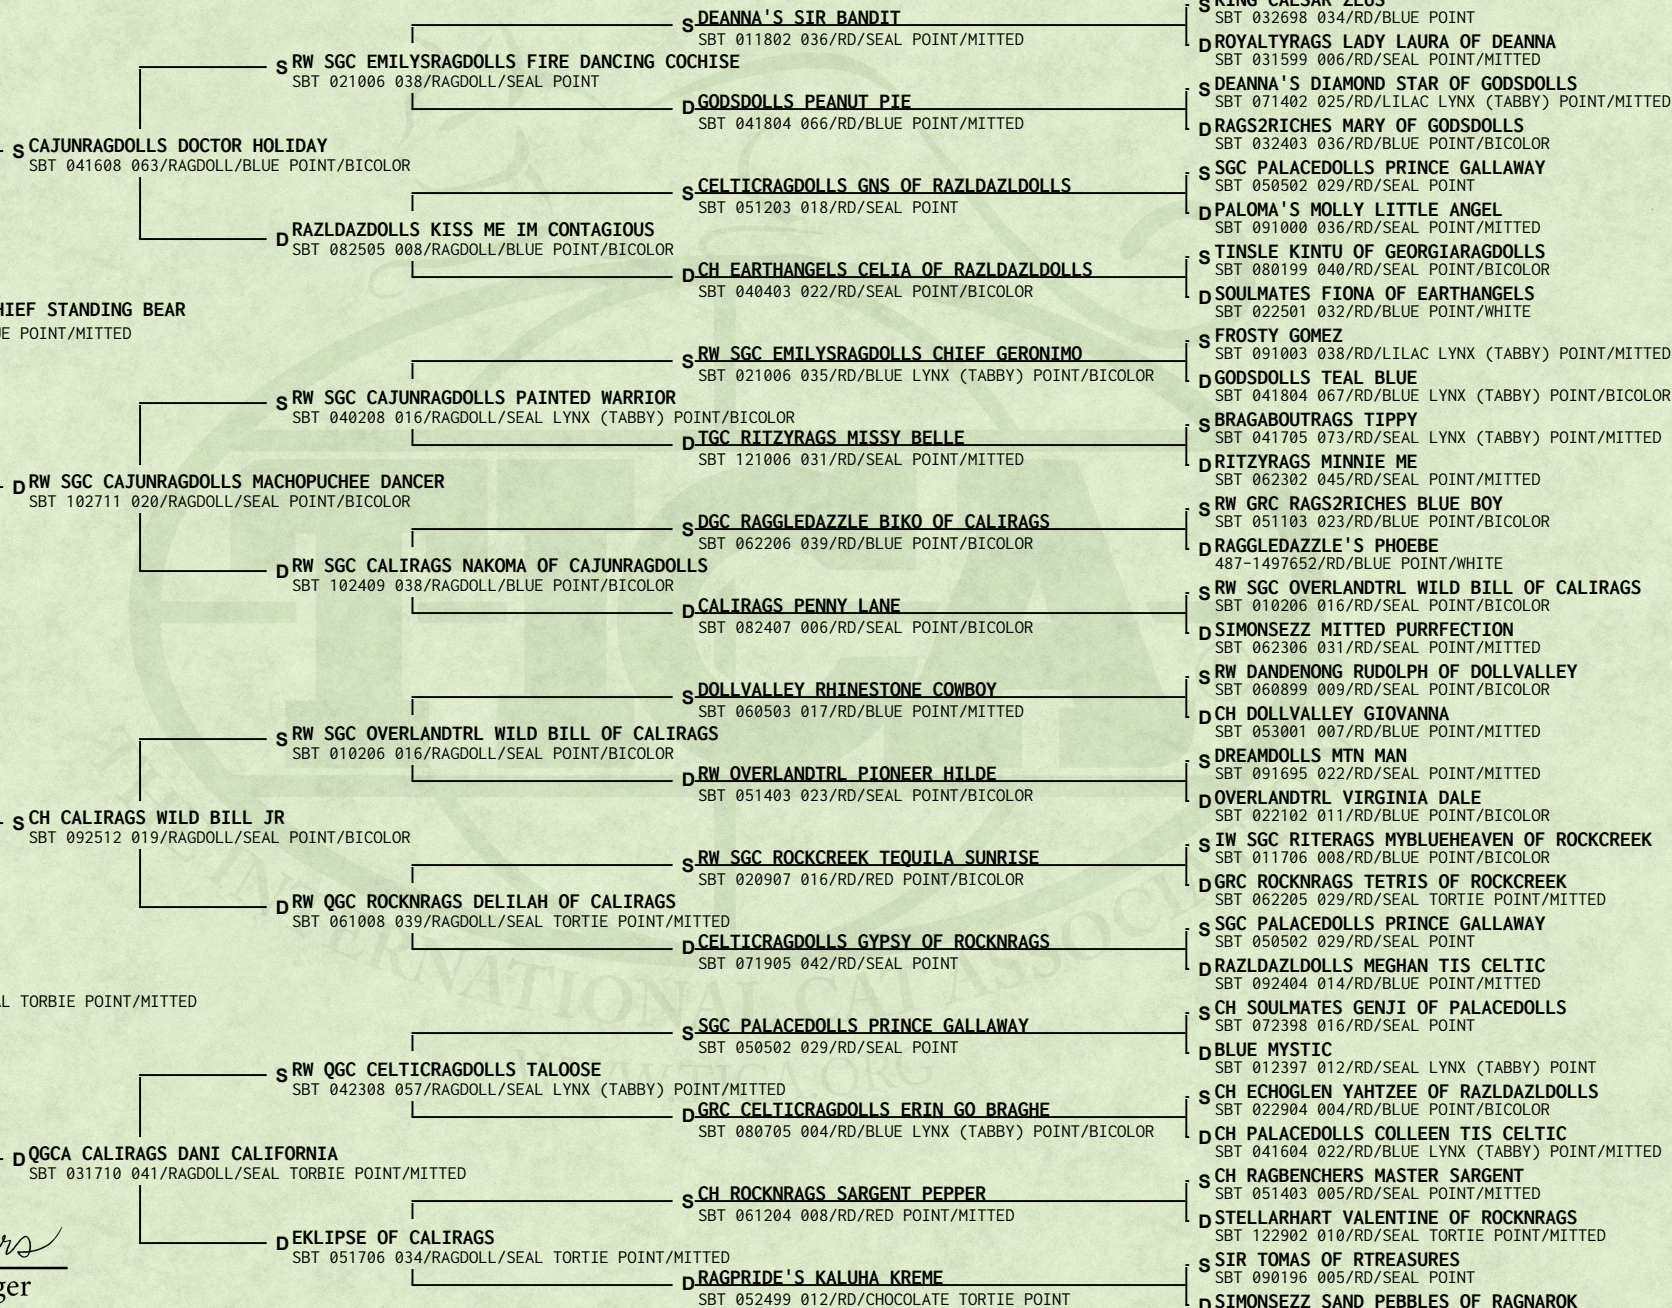 HIEF STANDING BEAR
E POINT/MITTED
L TORBIE POINT/MITTED
ger
S CAJUNRAGDOLLS DOCTOR HOLIDAY
SBT 041608 063/RAGDOLL/BLUE POINT/BICOLOR
D RW SGC CAJUNRAGDOLLS MACHOPUCHEE DANCER
SBT 102711 020/RAGDOLL/SEAL POINT/BICOLOR
S CH CALIRAGS WILD BILL JR
SBT 092512 019/RAGDOLL/SEAL POINT/BICOLOR
D QGCA CALIRAGS DANI CALIFORNIA
SBT 031710 041/RAGDOLL/SEAL TORBIE POINT/MITTED
S RW SGC EMILYSRAGDOLLS FIRE DANCING COCHISE
SBT 021006 038/RAGDOLL/SEAL POINT
D RAZLDAZDOLLS KISS ME IM CONTAGIOUS
SBT 082505 008/RAGDOLL/BLUE POINT/BICOLOR
S RW SGC CAJUNRAGDOLLS PAINTED WARRIOR
SBT 040208 016/RAGDOLL/SEAL LYNX (TABBY) POINT/BICOLOR
D RW SGC CALIRAGS NAKOMA OF CAJUNRAGDOLLS
SBT 102409 038/RAGDOLL/BLUE POINT/BICOLOR
S RW SGC OVERLANDTRL WILD BILL OF CALIRAGS
SBT 010206 016/RAGDOLL/SEAL POINT/BICOLOR
D RW QGC ROCKNRAGS DELILAH OF CALIRAGS
SBT 061008 039/RAGDOLL/SEAL TORTIE POINT/MITTED
S RW QGC CELTICRAGDOLLS TALOOSE
SBT 042308 057/RAGDOLL/SEAL LYNX (TABBY) POINT/MITTED
D EKLIPSE OF CALIRAGS
SBT 051706 034/RAGDOLL/SEAL TORTIE POINT/MITTED
S DEANNA'S SIR BANDIT
SBT 011802 036/RD/SEAL POINT/MITTED
D GODSDOLLS PEANUT PIE
SBT 041804 066/RD/BLUE POINT/MITTED
S CELTICRAGDOLLS GNS OF RAZLDAZLDOLLS
SBT 051203 018/RD/SEAL POINT
D CH EARTHANGELS CELIA OF RAZLDAZLDOLLS
SBT 040403 022/RD/SEAL POINT/BICOLOR
S RW SGC EMILYSRAGDOLLS CHIEF GERONIMO
SBT 021006 035/RD/BLUE LYNX (TABBY) POINT/BICOLOR
D TGC RITZYRAGS MISSY BELLE
SBT 121006 031/RD/SEAL POINT/MITTED
S DGC RAGGLEDAZZLE BIKO OF CALIRAGS
SBT 062206 039/RD/BLUE POINT/BICOLOR
D CALIRAGS PENNY LANE
SBT 082407 006/RD/SEAL POINT/BICOLOR
S DOLLVALLEY RHINESTONE COWBOY
SBT 060503 017/RD/BLUE POINT/MITTED
D RW OVERLANDTRL PIONEER HILDE
SBT 051403 023/RD/SEAL POINT/BICOLOR
S RW SGC ROCKCREEK TEQUILA SUNRISE
SBT 020907 016/RD/RED POINT/BICOLOR
D CELTICRAGDOLLS GYPSY OF ROCKNRAGS
SBT 071905 042/RD/SEAL POINT
S SGC PALACEDOLLS PRINCE GALLAWAY
SBT 050502 029/RD/SEAL POINT
D GRC CELTICRAGDOLLS ERIN GO BRAGHE
SBT 080705 004/RD/BLUE LYNX (TABBY) POINT/BICOLOR
S CH ROCKNRAGS SARGENT PEPPER
SBT 061204 008/RD/RED POINT/MITTED
D RAGPRIDE'S KALUHA KREME
SBT 052499 012/RD/CHOCOLATE TORTIE POINT
S KING CAESAR ZEUS
SBT 032698 034/RD/BLUE POINT
D ROYALTYRAGS LADY LAURA OF DEANNA
SBT 031599 006/RD/SEAL POINT/MITTED
S DEANNA'S DIAMOND STAR OF GODSDOLLS
SBT 071402 025/RD/LILAC LYNX (TABBY) POINT/MITTED
D RAGS2RICHES MARY OF GODSDOLLS
SBT 032403 036/RD/BLUE POINT/BICOLOR
S SGC PALACEDOLLS PRINCE GALLAWAY
SBT 050502 029/RD/SEAL POINT
D PALOMA'S MOLLY LITTLE ANGEL
SBT 091000 036/RD/SEAL POINT/MITTED
S TINSLE KINTU OF GEORGIARAGDOLLS
SBT 080199 040/RD/SEAL POINT/BICOLOR
D SOULMATES FIONA OF EARTHANGELS
SBT 022501 032/RD/BLUE POINT/WHITE
S FROSTY GOMEZ
SBT 091003 038/RD/LILAC LYNX (TABBY) POINT/MITTED
D GODSDOLLS TEAL BLUE
SBT 041804 067/RD/BLUE LYNX (TABBY) POINT/BICOLOR
S BRAGABOUTRAGS TIPPY
SBT 041705 073/RD/SEAL LYNX (TABBY) POINT/MITTED
D RITZYRAGS MINNIE ME
SBT 062302 045/RD/SEAL POINT/MITTED
S RW GRC RAGS2RICHES BLUE BOY
SBT 051103 023/RD/BLUE POINT/BICOLOR
D RAGGLEDAZZLE'S PHOEBE
487-1497652/RD/BLUE POINT/WHITE
S RW SGC OVERLANDTRL WILD BILL OF CALIRAGS
SBT 010206 016/RD/SEAL POINT/BICOLOR
D SIMONSEZZ MITTED PURRFECTION
SBT 062306 031/RD/SEAL POINT/MITTED
S RW DANDENONG RUDOLPH OF DOLLVALLEY
SBT 060899 009/RD/SEAL POINT/BICOLOR
D CH DOLLVALLEY GIOVANNA
SBT 053001 007/RD/BLUE POINT/MITTED
S DREAMDOLLS MTN MAN
SBT 091695 022/RD/SEAL POINT/MITTED
D OVERLANDTRL VIRGINIA DALE
SBT 022102 011/RD/BLUE POINT/BICOLOR
S IW SGC RITERAGS MYBLUEHEAVEN OF ROCKCREEK
SBT 011706 008/RD/BLUE POINT/BICOLOR
D GRC ROCKNRAGS TETRIS OF ROCKCREEK
SBT 062205 029/RD/SEAL TORTIE POINT/MITTED
S SGC PALACEDOLLS PRINCE GALLAWAY
SBT 050502 029/RD/SEAL POINT
D RAZLDAZLDOLLS MEGHAN TIS CELTIC
SBT 092404 014/RD/BLUE POINT/MITTED
S CH SOULMATES GENJI OF PALACEDOLLS
SBT 072398 016/RD/SEAL POINT
D BLUE MYSTIC
SBT 012397 012/RD/SEAL LYNX (TABBY) POINT
S CH ECHOGLEN YAHTZEE OF RAZLDAZLDOLLS
SBT 022904 004/RD/BLUE POINT/BICOLOR
D CH PALACEDOLLS COLLEEN TIS CELTIC
SBT 041604 022/RD/BLUE LYNX (TABBY) POINT/MITTED
S CH RAGBENCHERS MASTER SARGENT
SBT 051403 005/RD/SEAL POINT/MITTED
D STELLARHART VALENTINE OF ROCKNRAGS
SBT 122902 010/RD/SEAL TORTIE POINT/MITTED
S SIR TOMAS OF RTREASURES
SBT 090196 005/RD/SEAL POINT
D SIMONSEZZ SAND PEBBLES OF RAGNAROK
TICA
THE INTERNATIONAL CAT ASSOCIA
WWW.TICA.ORG